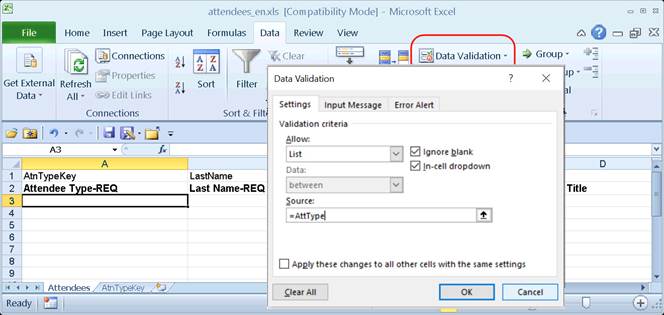 attendees_en.xls [Compatibility Mode] - Microsoft Excel
File Home Insert Page Layout Formulas Data Review View
Get External Data
Refresh All
Connections
Properties
Edit Links
Connections
Sort
Filter
Clear
Sort & Filt
Data Validation
Group
Data Validation
Settings Input Message Error Alert
Validation criteria
Allow:
List
Ignore blank
In-cell dropdown
Data:
between
Source:
=AttType
Apply these changes to all other cells with the same settings
Clear All OK Cancel
A3
A D
1 AtnTypeKey LastName
2 Attendee Type-REQ Last Name-REQ Title
3
4
5
6
7
8
9
Attendees AtnTypeKey
Ready